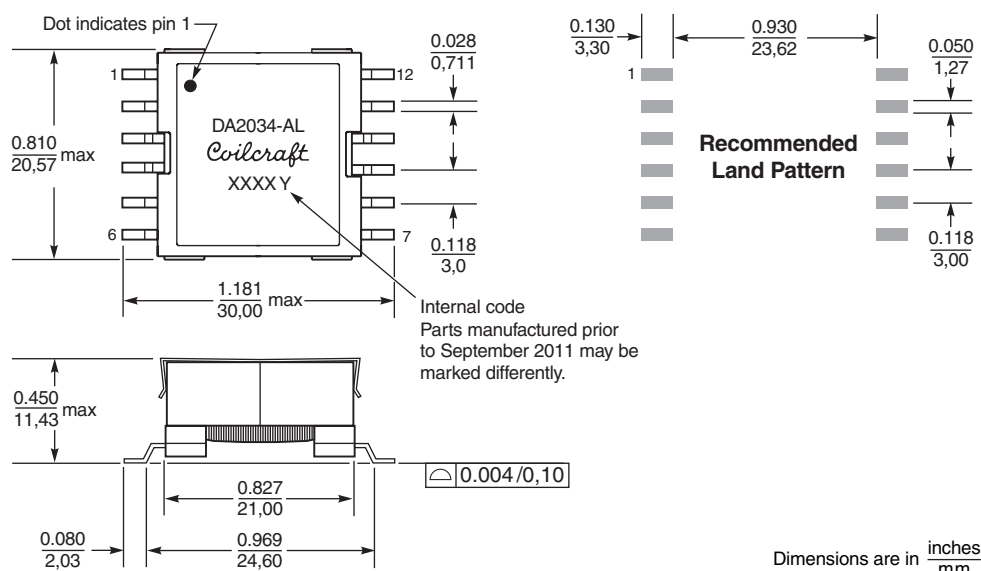 Dot indicates pin 1
1
12
6
7
DA2034-AL
Coilcraft
XXXX Y
0.810
20,57
max
0.028
0,711
0.118
3,0
1.181
30,00
max
Internal code
Parts manufactured prior
to September 2011 may be
marked differently.
0.130
3,30
0.930
23,62
0.050
1,27
1
Recommended
Land Pattern
0.118
3,00
0.450
11,43
max
0.004/0,10
0.827
21,00
0.080
2,03
0.969
24,60
Dimensions are in
inches
mm